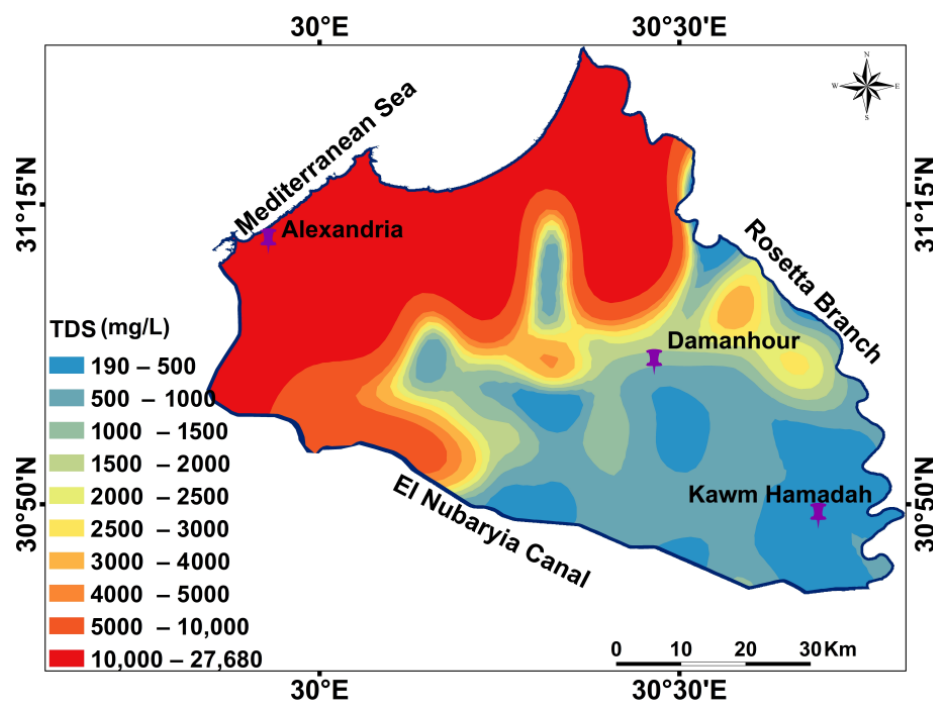 30°E 30°30'E
N
W E
S
Mediterranean Sea
31°15'N 31°15'N
Alexandria
Rosetta Branch
TDS (mg/L)
Damanhour
190 – 500
500 – 1000
1000 – 1500
1500 – 2000
2000 – 2500
2500 – 3000
3000 – 4000
4000 – 5000
5000 – 10,000
10,000 – 27,680
Kawm Hamadah
30°50'N 30°50'N
El Nubaryia Canal
0 10 20 30 Km
30°E 30°30'E